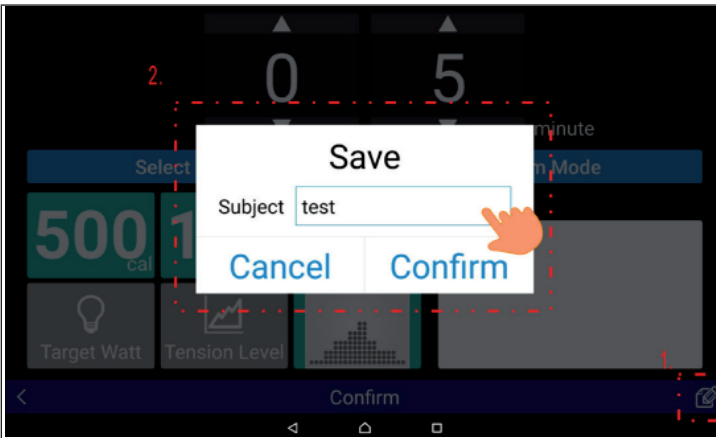 2.
0 5
minute
Save
Select
m Mode
Subject test
500
cal
1
Cancel Confirm
Target Watt
Tension Level
1.
Confirm